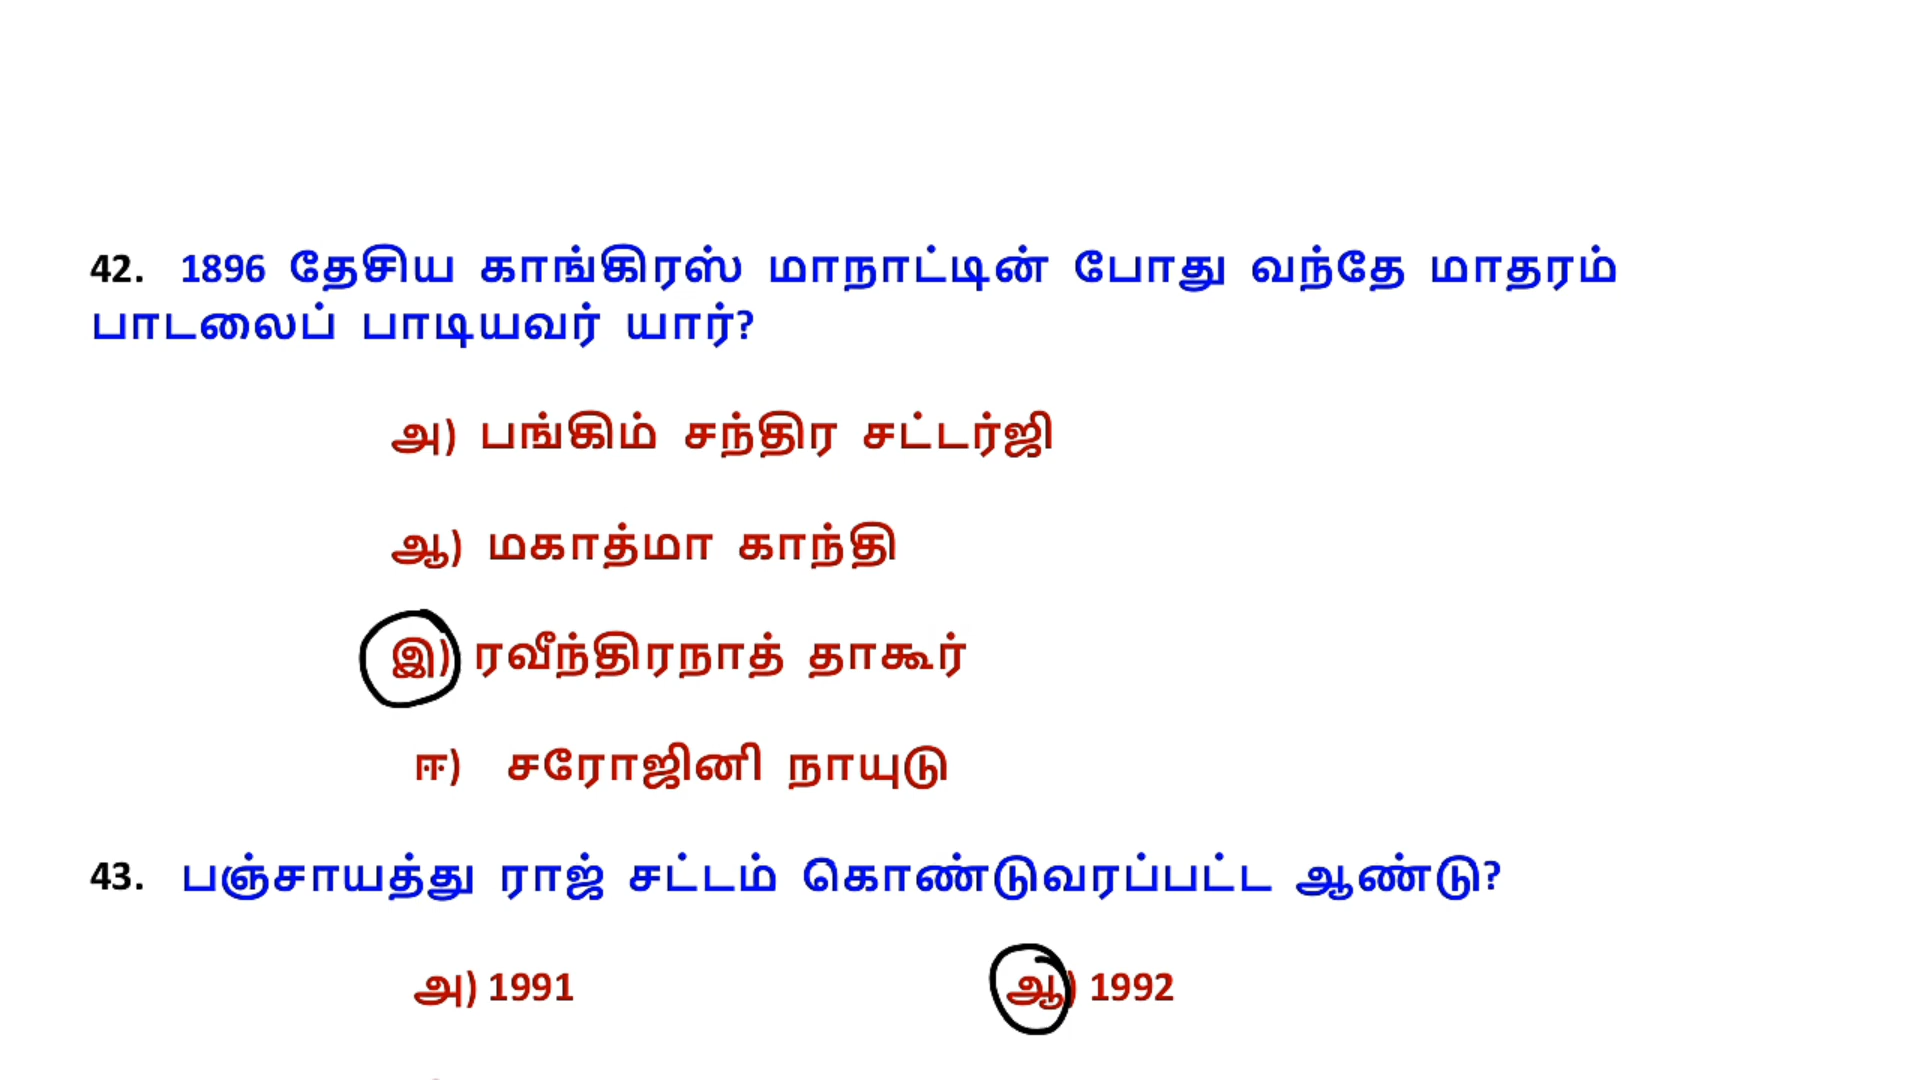 42. 1896 தேசிய காங்கிரஸ் மாநாட்டின் போது வந்தே மாதரம்
பாடலைப் பாடியவர் யார்?
அ) பங்கிம் சந்திர சட்டர்ஜி
ஆ) மகாத்மா காந்தி
இ) ரவீந்திரநாத் தாகூர்
ஈ) சரோஜினி நாயுடு
43. பஞ்சாயத்து ராஜ் சட்டம் கொண்டுவரப்பட்ட ஆண்டு?
அ) 1991 ஆ) 1992